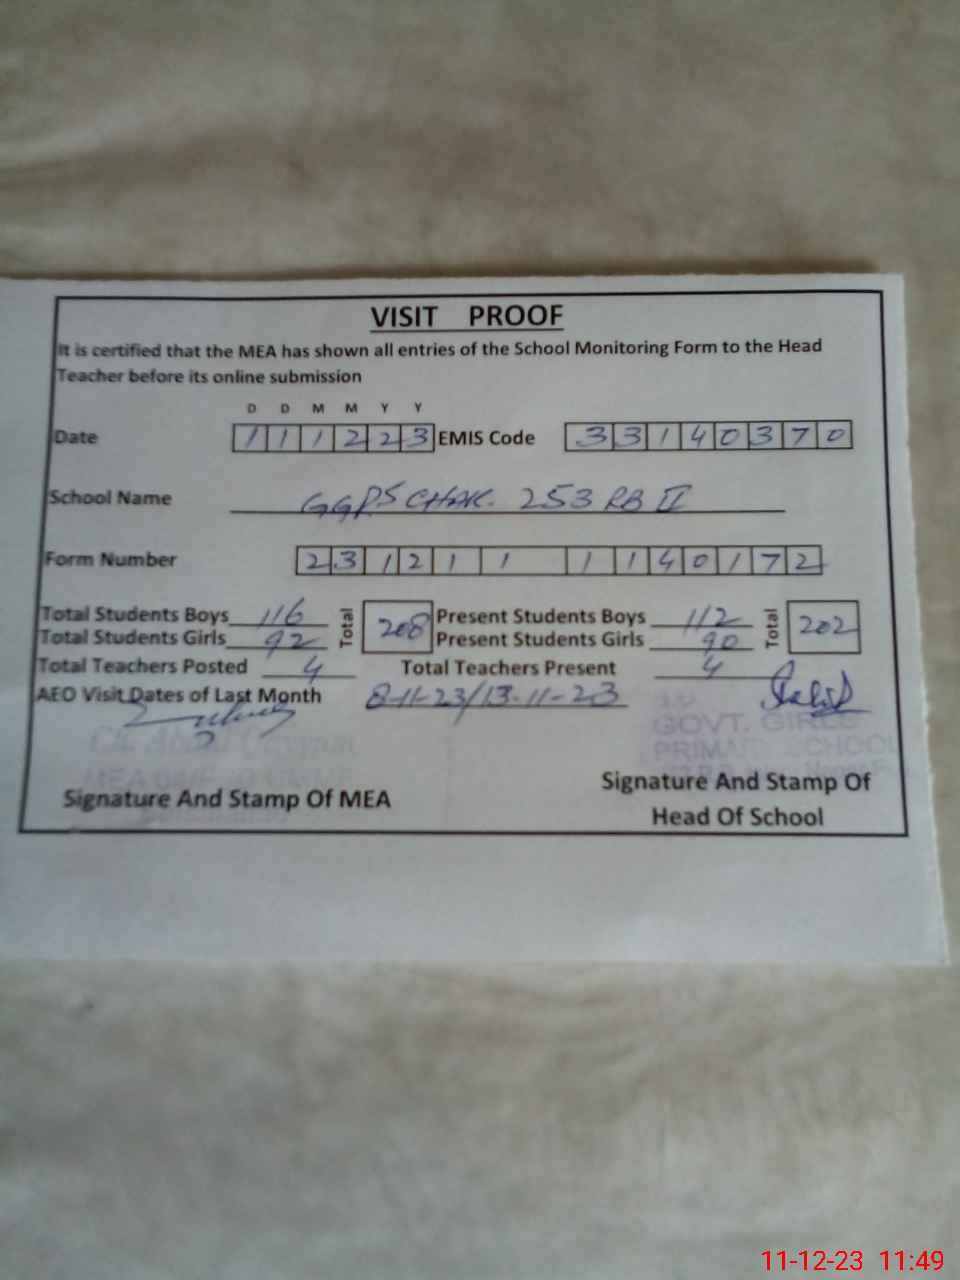 VISIT PROOF
It is certified that the MEA has shown all entries of the School Monitoring Form to the Head
Teacher before its online submission
D D M M Y Y
Date 1 1 1 2 2 3 EMIS Code 3 3 1 4 0 3 7 0
School Name GGPS CHAK. 253 RB II
Form Number 2 3 1 2 1 1 1 1 4 0 1 7 2
Total Students Boys 116 Total 208 Present Students Boys 112 Total 202
Total Students Girls 92 Present Students Girls 90
Total Teachers Posted 4 Total Teachers Present 4
AEO Visit Dates of Last Month 8-11-23/13-11-23
GOVT. GIRLS
PRIMARY SCHOOL
Signature And Stamp Of MEA
Signature And Stamp Of
Head Of School
11-12-23 11:49